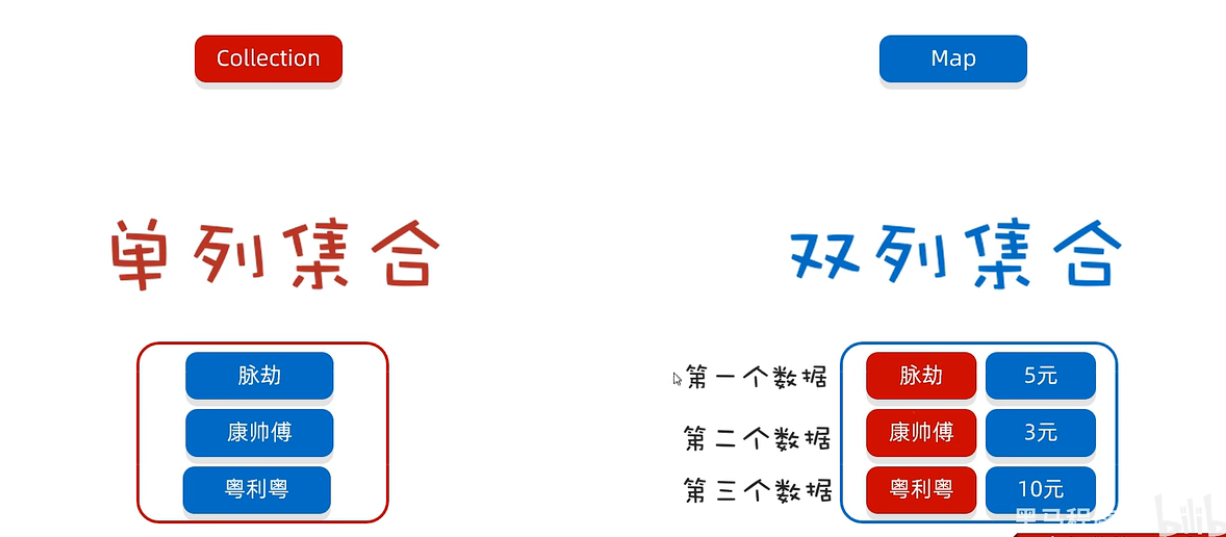 Collection
Map
单列集合
双列集合
脉劫
第一个数据 脉劫 5元
康帅傅
第二个数据 康帅傅 3元
粤利粤
第三个数据 粤利粤 10元